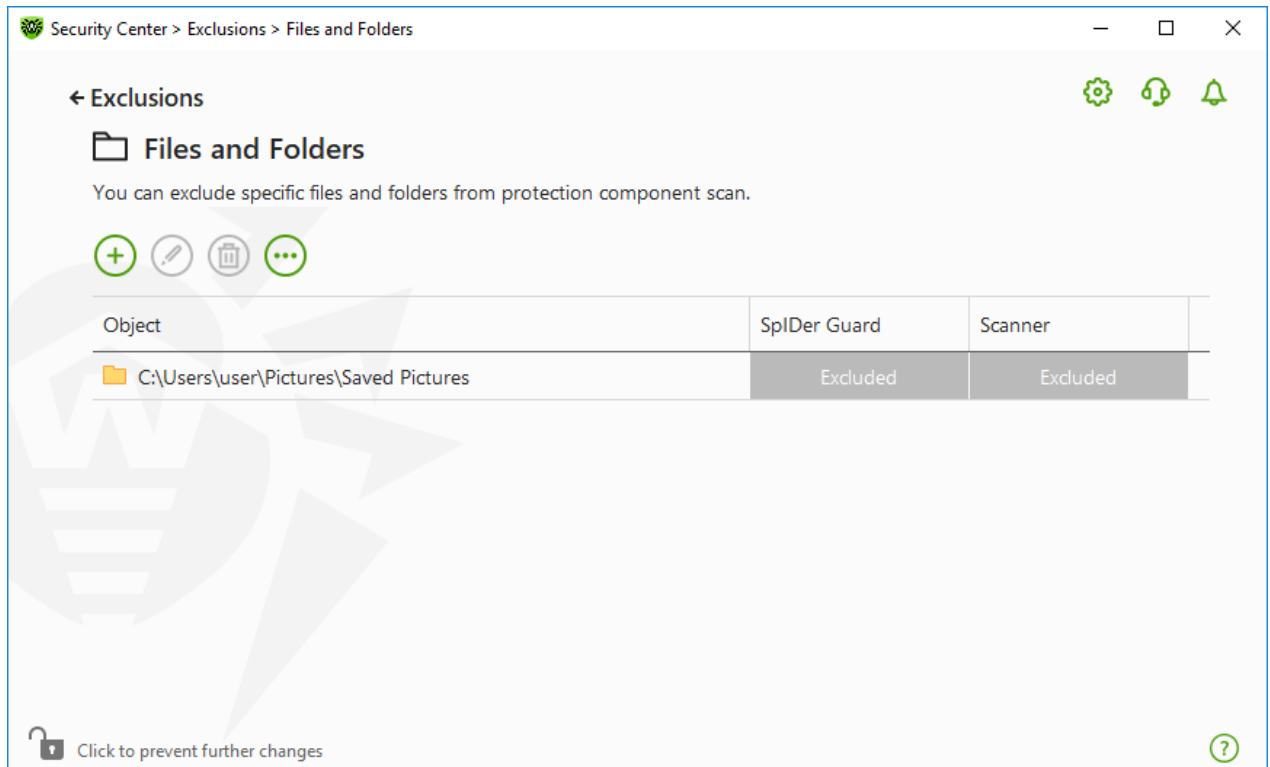 Security Center > Exclusions > Files and Folders
Exclusions
Files and Folders
You can exclude specific files and folders from protection component scan.
Object SpIDer Guard Scanner
C:\Users\user\Pictures\Saved Pictures Excluded Excluded
Click to prevent further changes